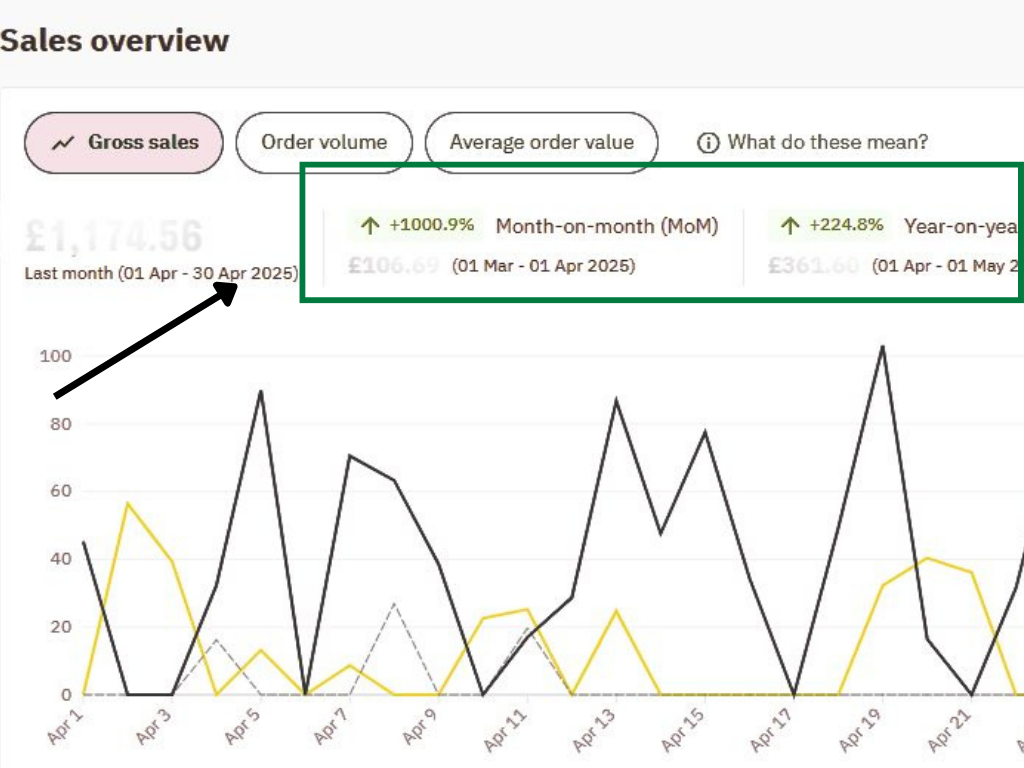 Sales overview
Gross sales
Order volume
Average order value
What do these mean?
£1,174.56
Last month (01 Apr - 30 Apr 2025)
+1000.9% Month-on-month (MoM)
£106.69 (01 Mar - 01 Apr 2025)
+224.8% Year-on-yea
£361.60 (01 Apr - 01 May 2
100
80
60
40
20
0
Apr 1
Apr 3
Apr 5
Apr 7
Apr 9
Apr 11
Apr 13
Apr 15
Apr 17
Apr 19
Apr 21